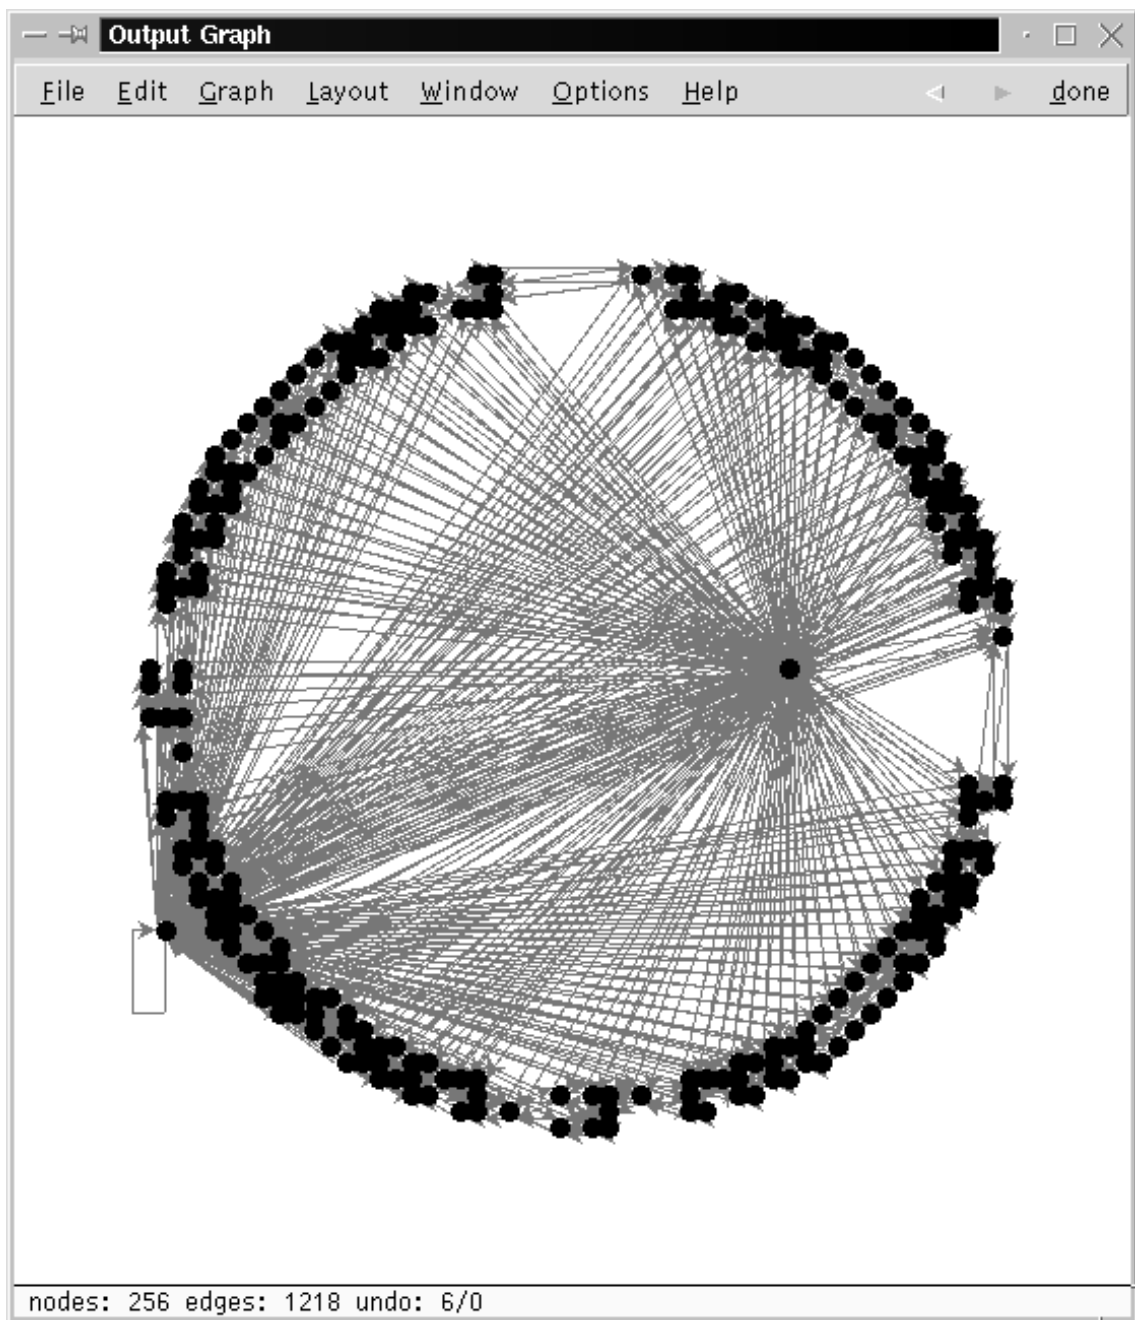 Output Graph
File Edit Graph Layout Window Options Help done
nodes: 256 edges: 1218 undo: 6/0